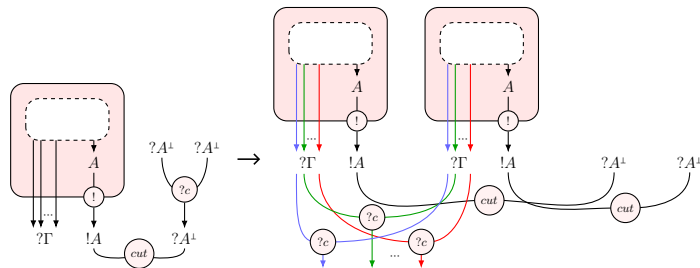 A A
! !
... ...
A ?A⊥ ?A⊥ → ?Γ !A ?Γ !A ?A⊥ ?A⊥
! ?c cut cut
... ?c
?Γ !A ?A⊥ ?c ?c
cut ...